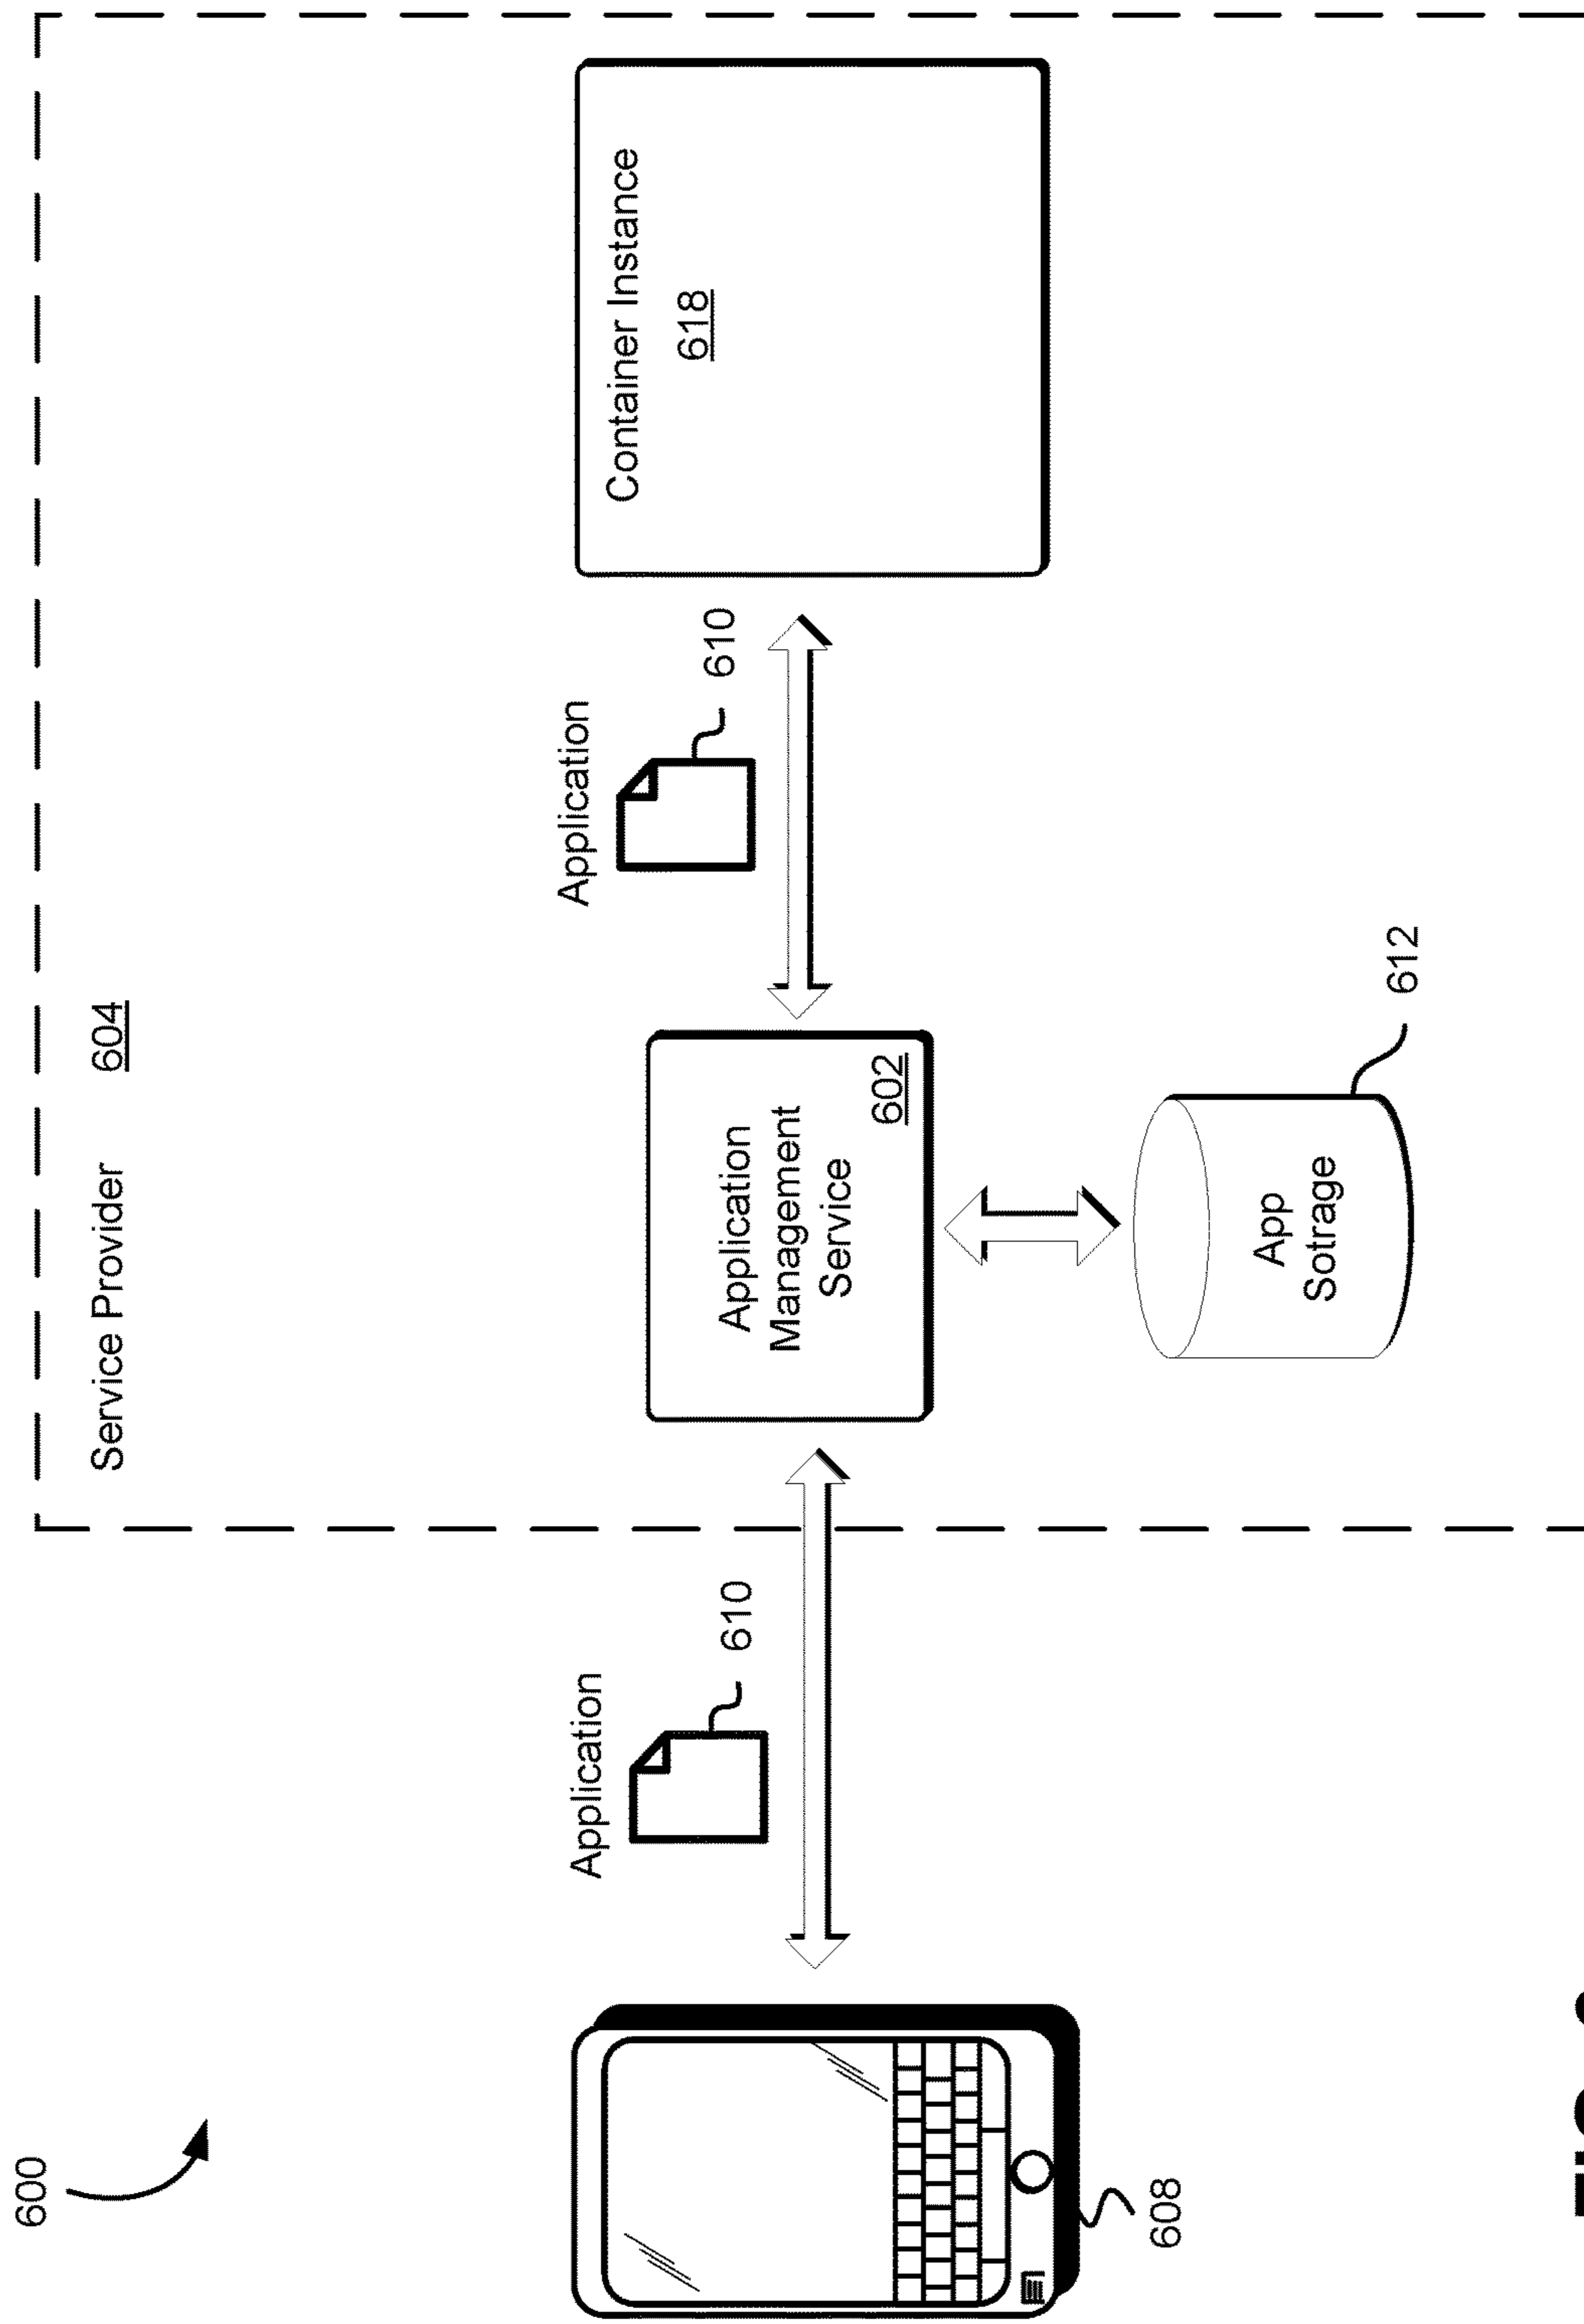 600
Service Provider 604
Application
610
Application
610
Container Instance
618
Application
Management
Service
602
App
Sotrage
612
608